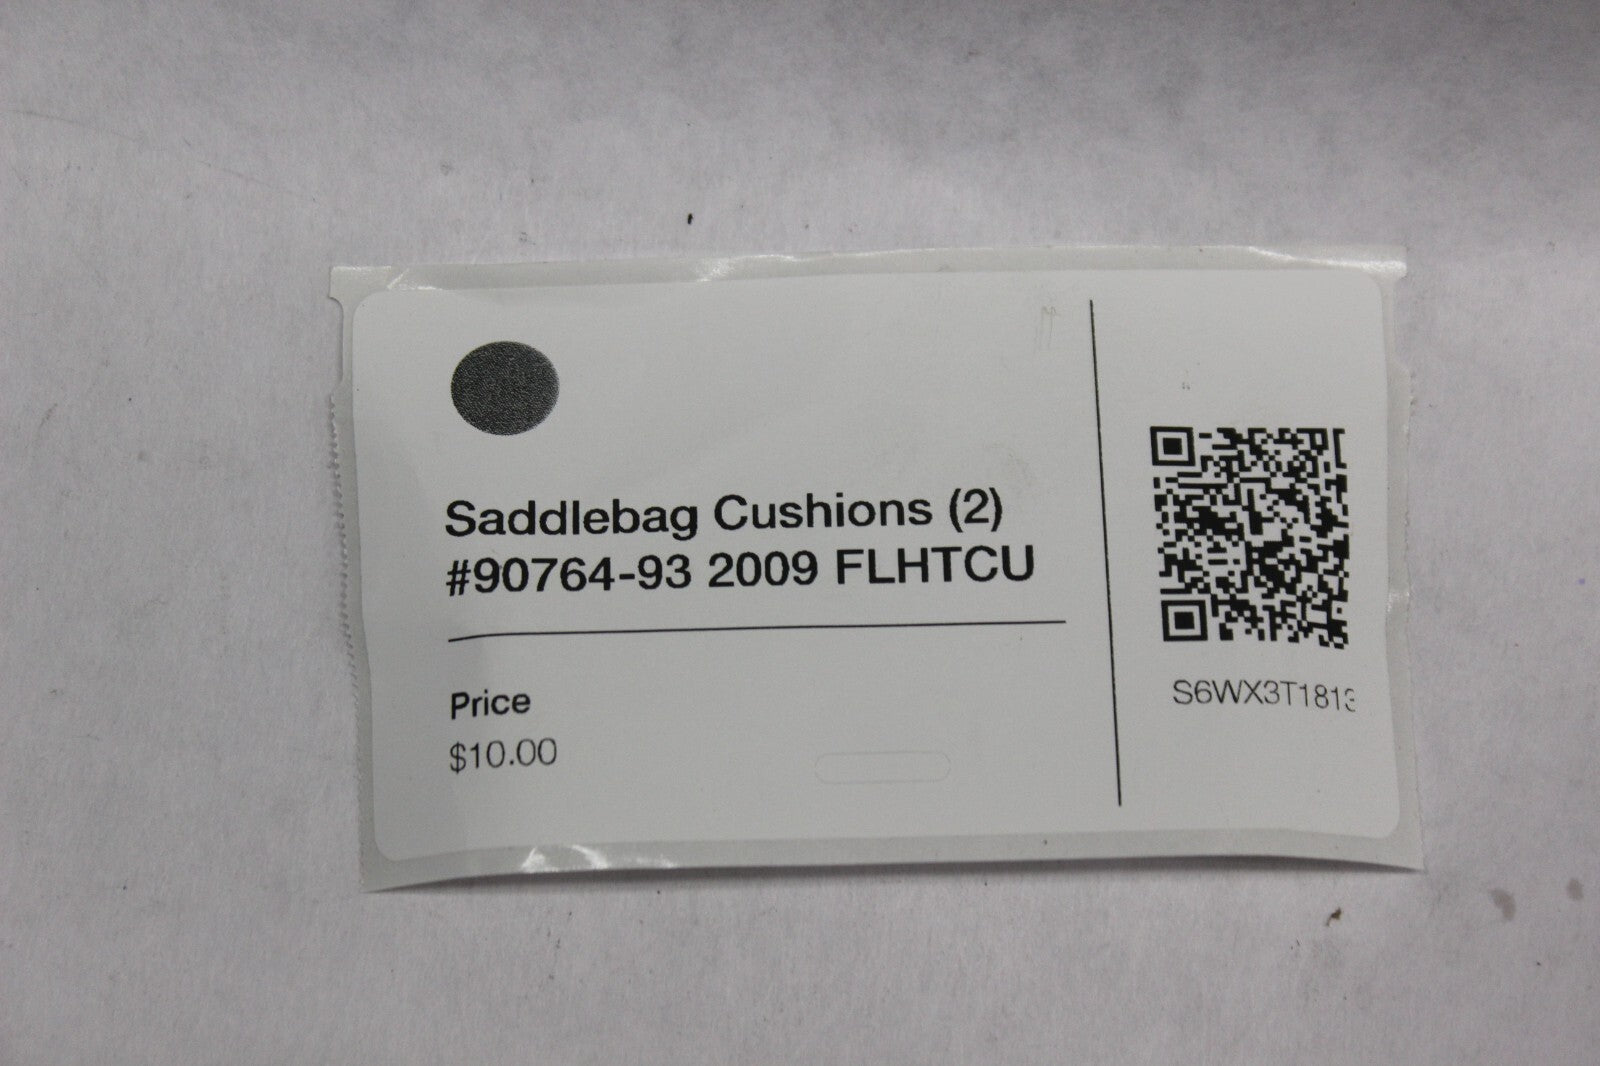 Saddlebag Cushions (2)
#90764-93 2009 FLHTCU
Price
$10.00
S6WX3T1813